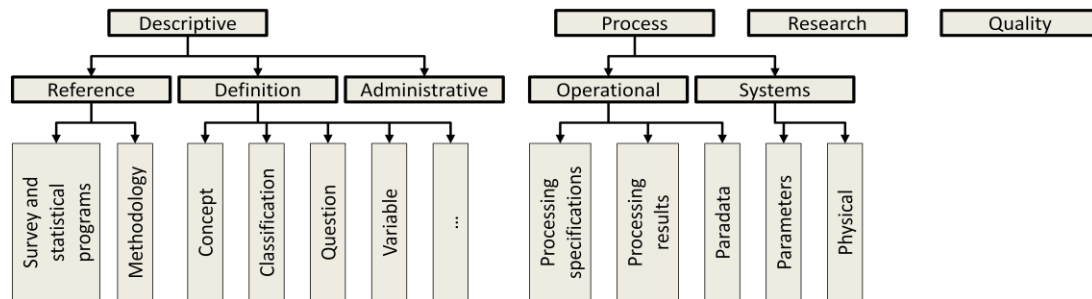 Descriptive
Process
Research
Quality
Reference
Definition
Administrative
Operational
Systems
Survey and
statistical
programs
Methodology
Concept
Classification
Question
Variable
...
Processing
specifications
Processing
results
Paradata
Parameters
Physical